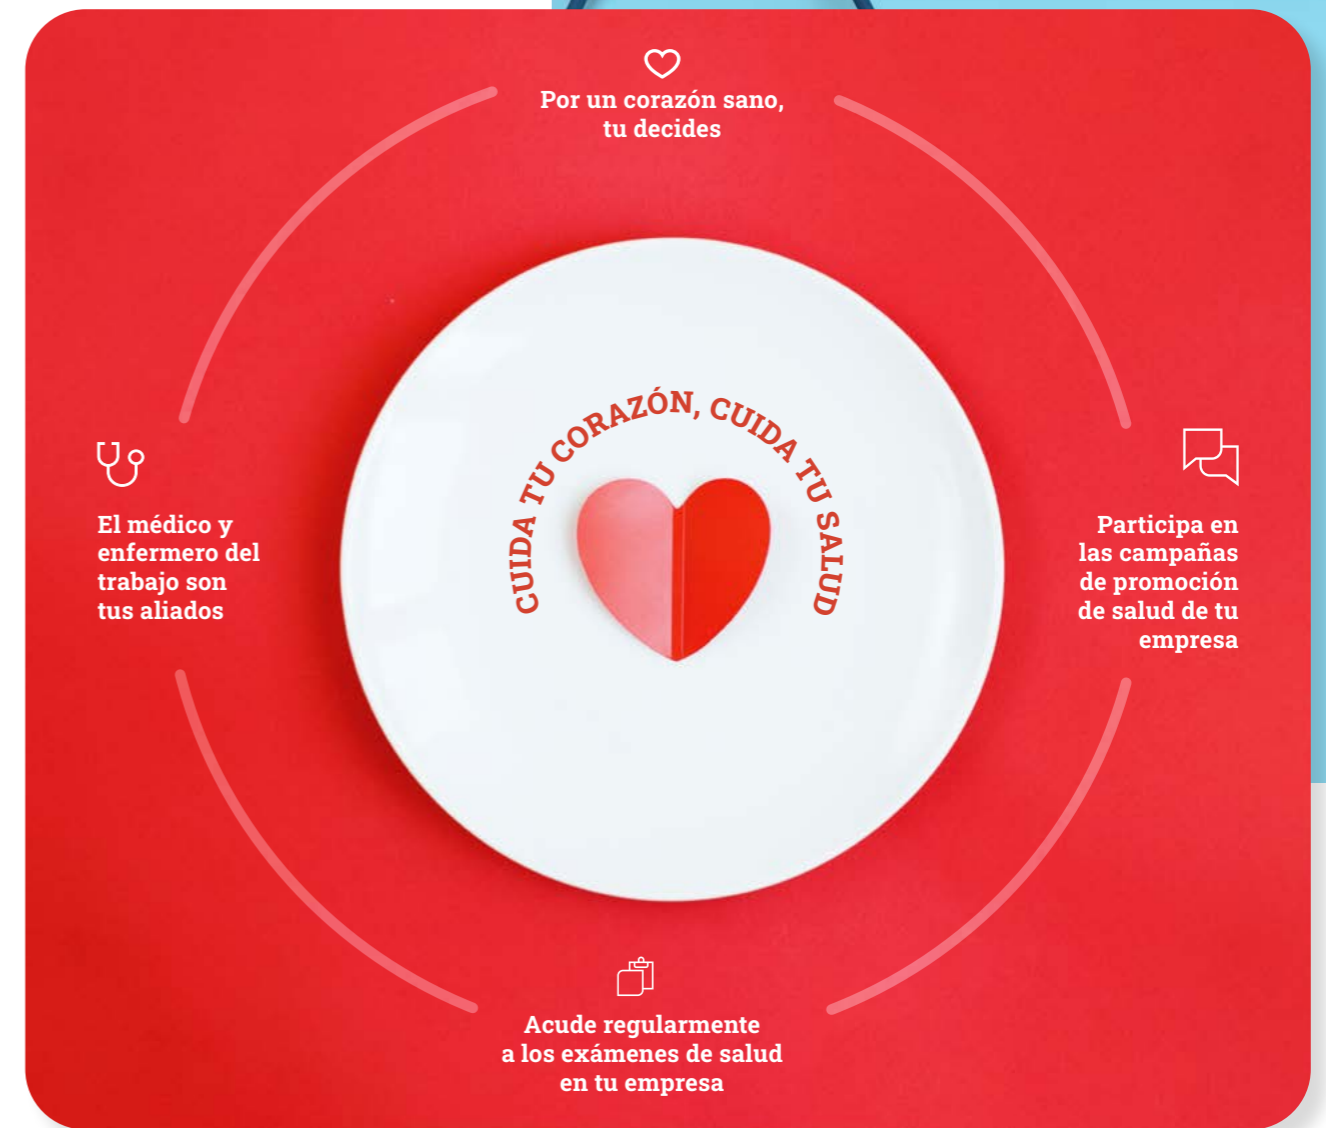 Por un corazón sano,
tu decides
CUIDA TU CORAZÓN, CUIDA TU SALUD
El médico y
enfermero del
trabajo son
tus aliados
Participa en
las campañas
de promoción
de salud de tu
empresa
Acude regularmente
a los exámenes de salud
en tu empresa